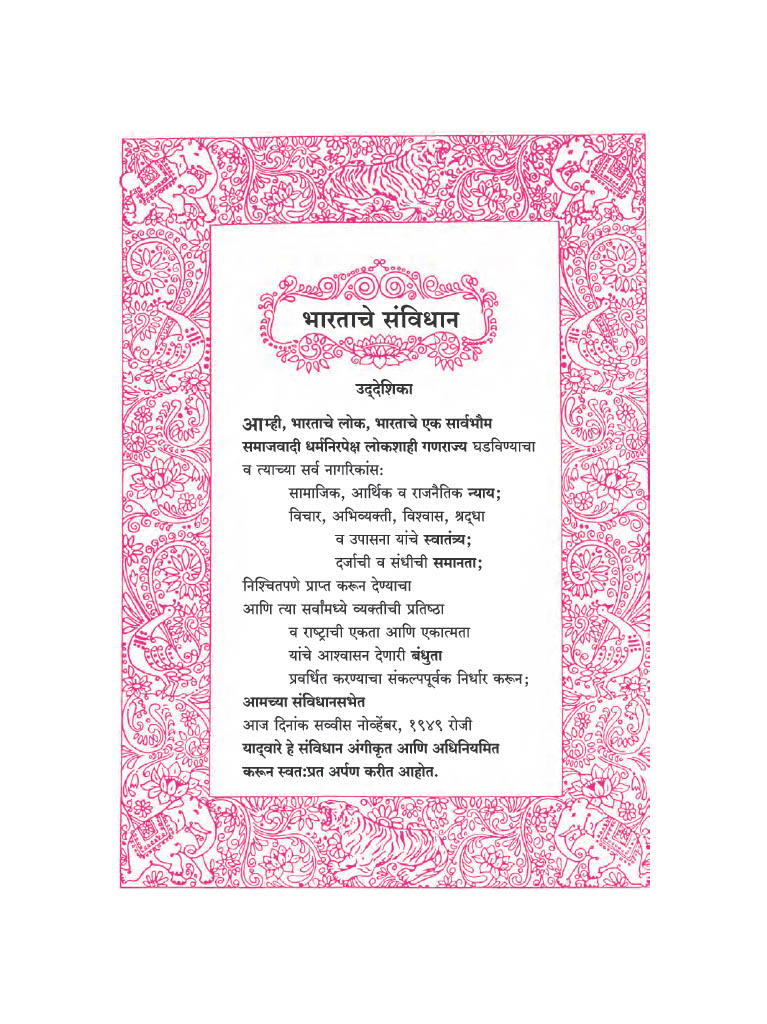 भारताचे संविधान
उद्‌देशिका
आम्ही, भारताचे लोक, भारताचे एक सार्वभौम
समाजवादी धर्मनिरपेक्ष लोकशाही गणराज्य घडविण्याचा
व त्याच्या सर्व नागरिकांस:
सामाजिक, आर्थिक व राजनैतिक न्याय;
विचार, अभिव्यक्ती, विश्वास, श्रद्‌धा
व उपासना यांचे स्वातंत्र्य;
दर्जाची व संधीची समानता;
निश्चितपणे प्राप्त करून देण्याचा
आणि त्या सर्वांमध्ये व्यक्तीची प्रतिष्ठा
व राष्ट्राची एकता आणि एकात्मता
यांचे आश्वासन देणारी बंधुता
प्रवर्धित करण्याचा संकल्पपूर्वक निर्धार करून;
आमच्या संविधानसभेत
आज दिनांक सव्वीस नोव्हेंबर, १९४९ रोजी
याद्‌वारे हे संविधान अंगीकृत आणि अधिनियमित
करून स्वत:प्रत अर्पण करीत आहोत.